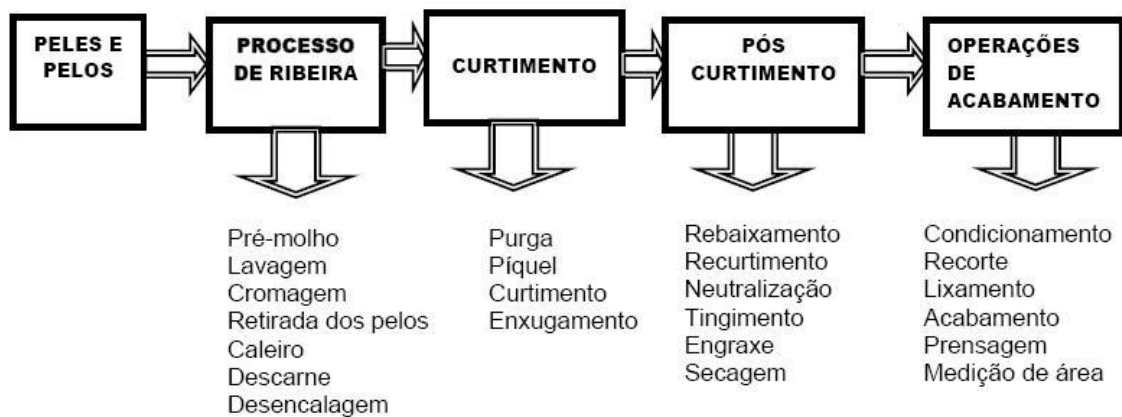 PELES E
PELOS
PROCESSO
DE RIBEIRA
CURTIMENTO
PÓS
CURTIMENTO
OPERAÇÕES
DE
ACABAMENTO
Pré-molho
Lavagem
Cromagem
Retirada dos pelos
Caleiro
Descarne
Desencalagem
Purga
Píquel
Curtimento
Enxugamento
Rebaixamento
Recurtimento
Neutralização
Tingimento
Engraxe
Secagem
Condicionamento
Recorte
Lixamento
Acabamento
Prensagem
Medição de área